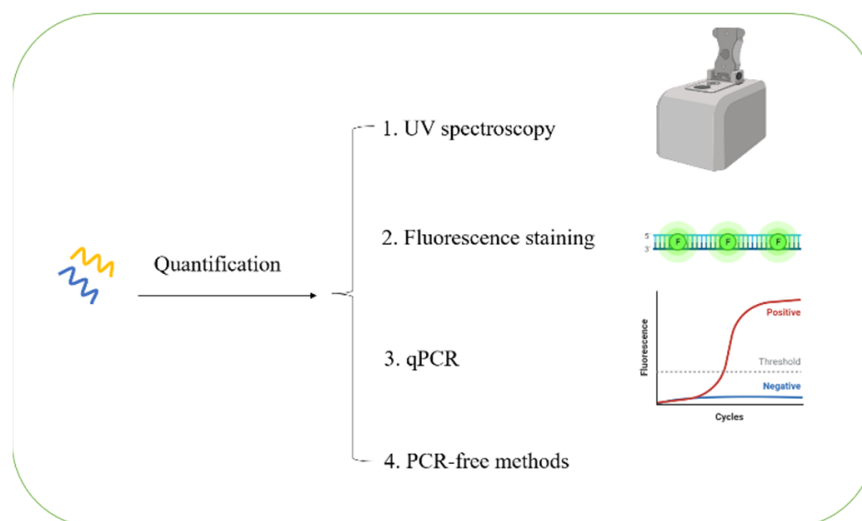 1. UV spectroscopy
2. Fluorescence staining
5'
3'
F F F
Quantification
Fluorescence
Positive
Threshold
Negative
Cycles
3. qPCR
4. PCR-free methods